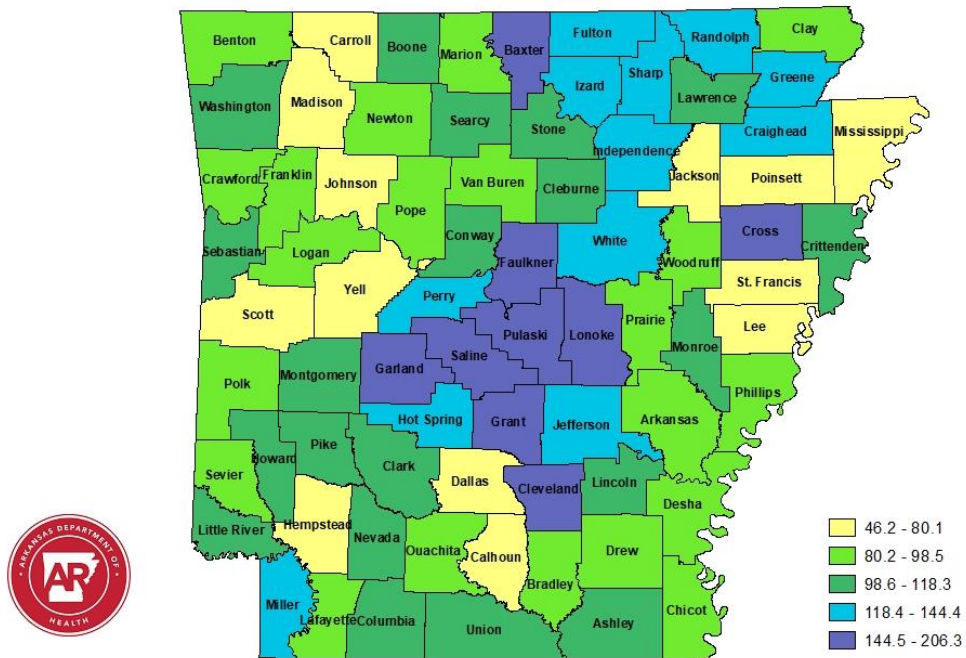 Benton
Carroll
Boone
Marion
Baxter
Fulton
Randolph
Clay
Sharp
Izard
Greene
Washington
Madison
Newton
Searcy
Stone
Lawrence
Independence
Craighead
Mississippi
Crawford
Franklin
Johnson
Pope
Van Buren
Cleburne
Jackson
Poinsett
Sebastian
Logan
Conway
Faulkner
White
Woodruff
Cross
Crittenden
Scott
Yell
Perry
St. Francis
Pulaski
Lonoke
Prairie
Lee
Saline
Garland
Monroe
Montgomery
Polk
Phillips
Hot Spring
Grant
Jefferson
Arkansas
Pike
Howard
Clark
Sevier
Dallas
Cleveland
Lincoln
Desha
Little River
Hempstead
Nevada
Ouachita
Calhoun
Bradley
Drew
Chicot
Miller
Lafayette
Columbia
Union
Ashley
ARKANSAS DEPARTMENT OF
AR
HEALTH
46.2 - 80.1
80.2 - 98.5
98.6 - 118.3
118.4 - 144.4
144.5 - 206.3